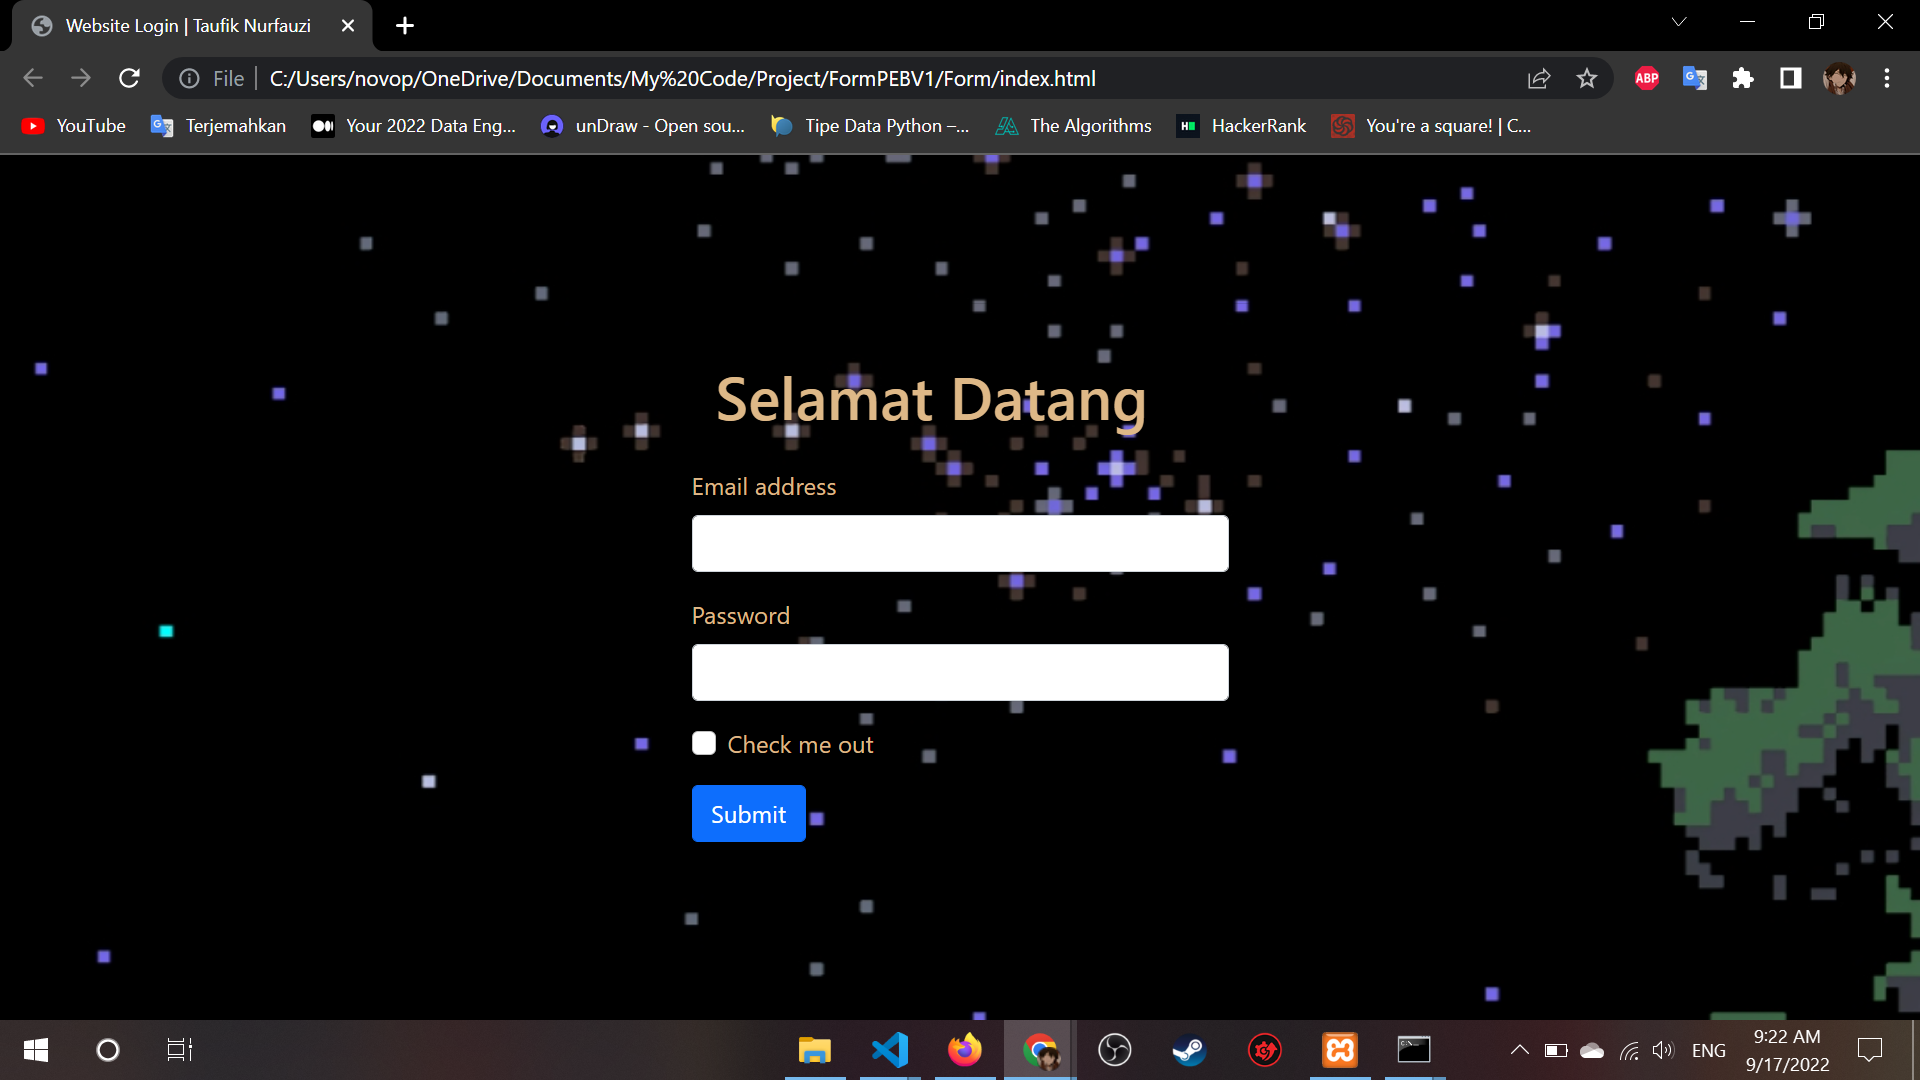 Website Login | Taufik Nurfauzi
File
C:/Users/novop/OneDrive/Documents/My%20Code/Project/FormPEBV1/Form/index.html
ABP
YouTube
Terjemahkan
Your 2022 Data Eng...
unDraw - Open sou...
Tipe Data Python –...
The Algorithms
HackerRank
You're a square! | C...
Selamat Datang
Email address
Password
Check me out
Submit
ENG
9:22 AM
9/17/2022